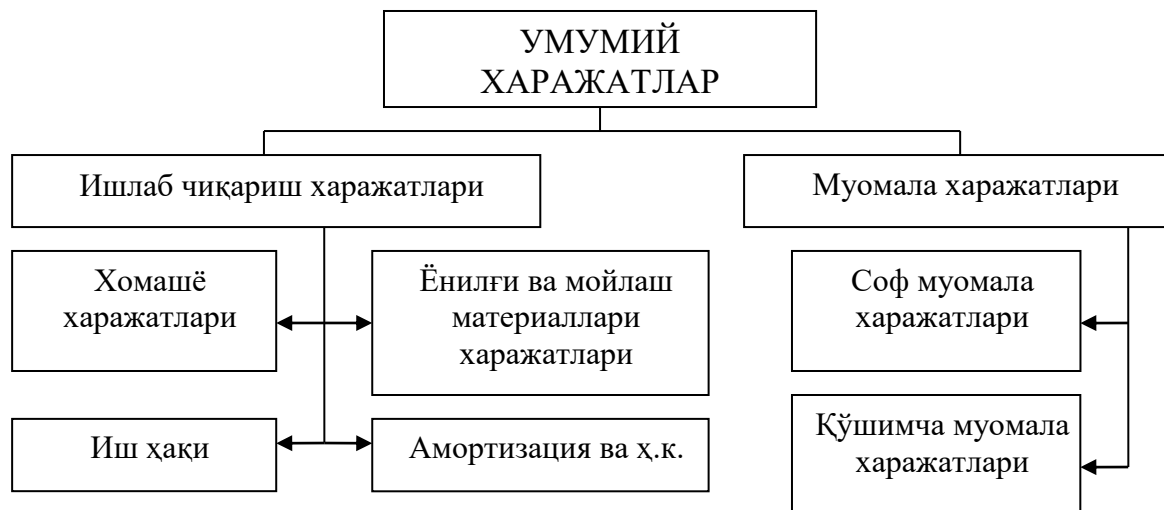 УМУМИЙ
ХАРАЖАТЛАР
Ишлаб чиқариш харажатлари
Муомала харажатлари
Хомашё
харажатлари
Ёнилғи ва мойлаш
материаллари
харажатлари
Соф муомала
харажатлари
Иш ҳақи
Амортизация ва ҳ.к.
Қўшимча муомала
харажатлари